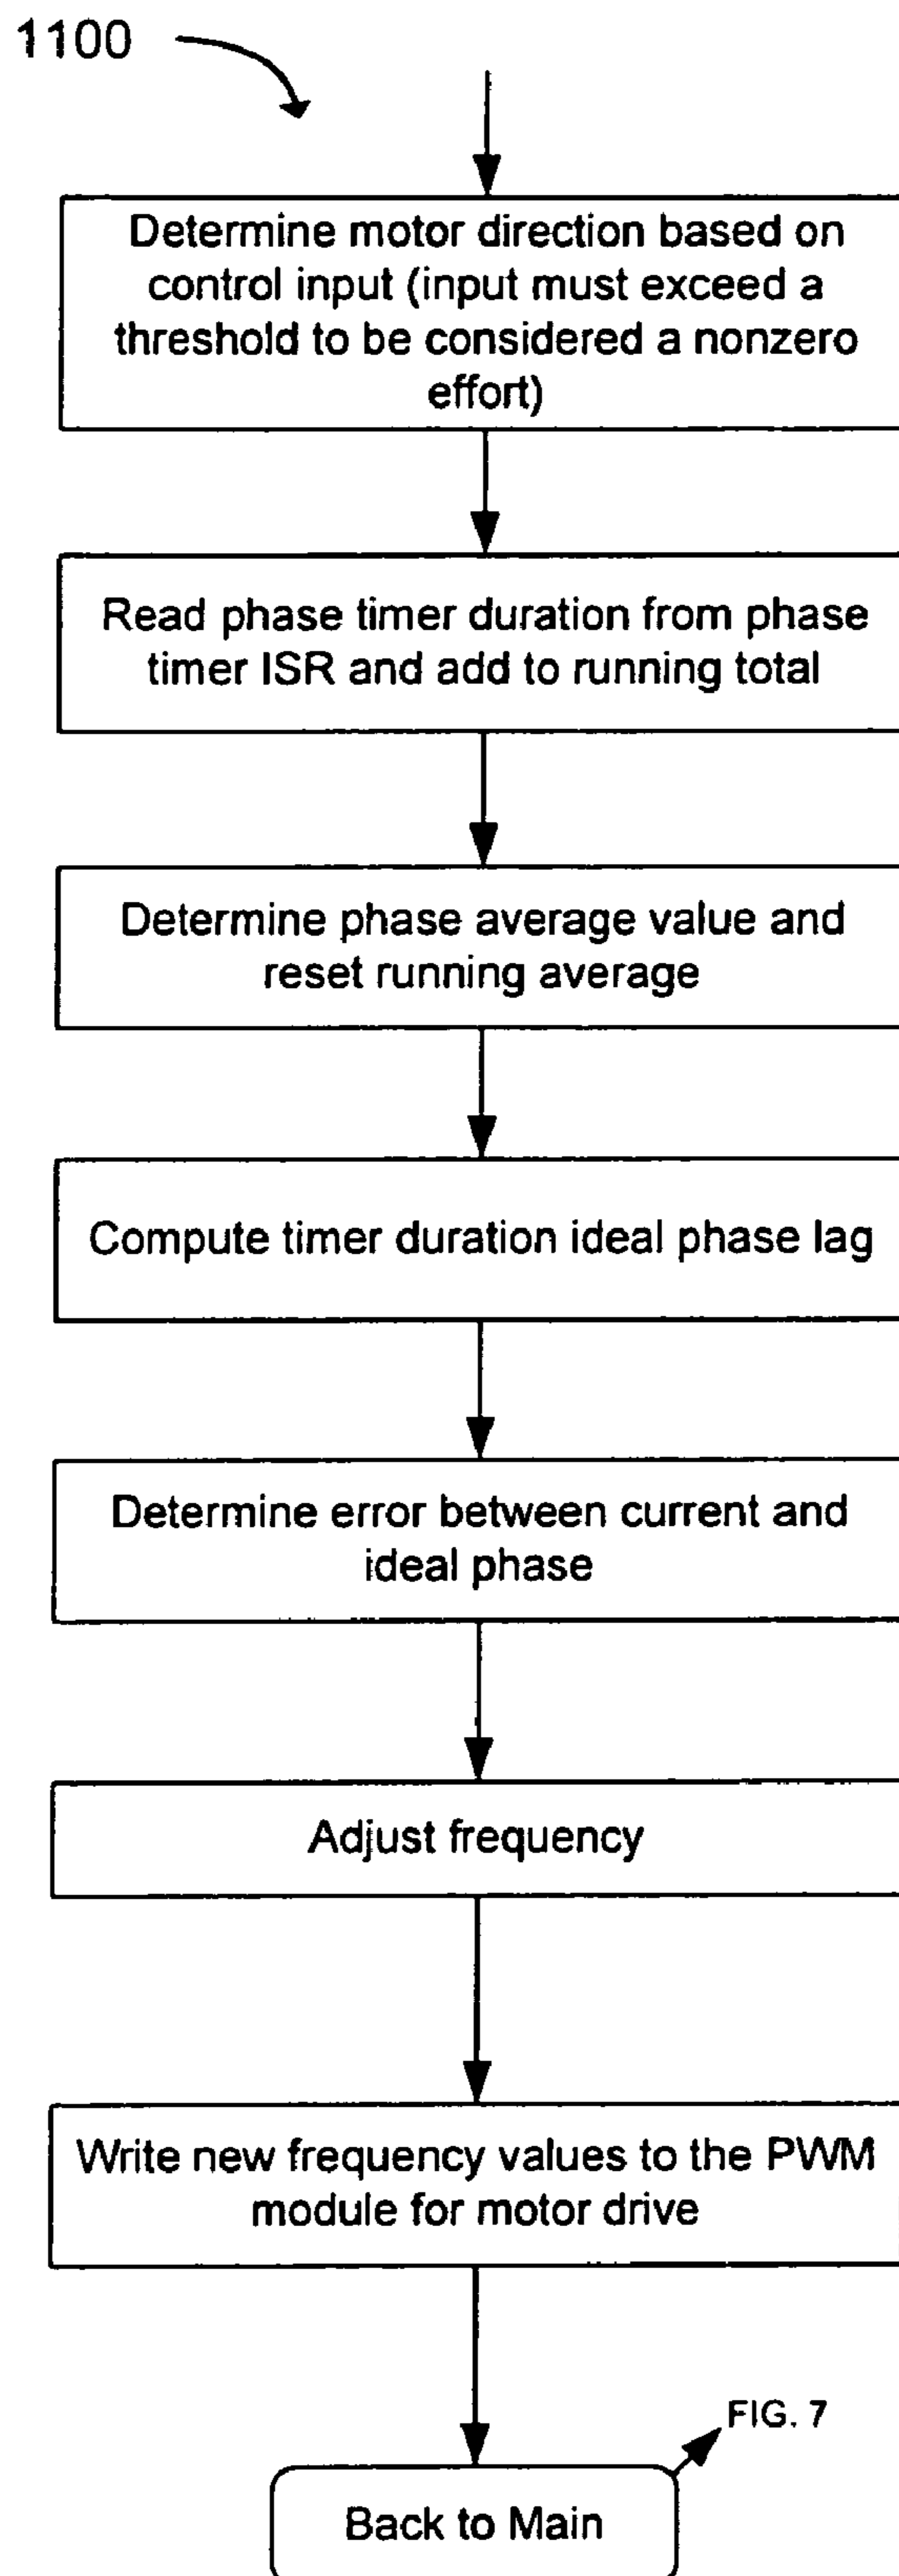 1100
Determine motor direction based on
control input (input must exceed a
threshold to be considered a nonzero
effort)
Read phase timer duration from phase
timer ISR and add to running total
Determine phase average value and
reset running average
Compute timer duration ideal phase lag
Determine error between current and
ideal phase
Adjust frequency
Write new frequency values to the PWM
module for motor drive
FIG. 7
Back to Main